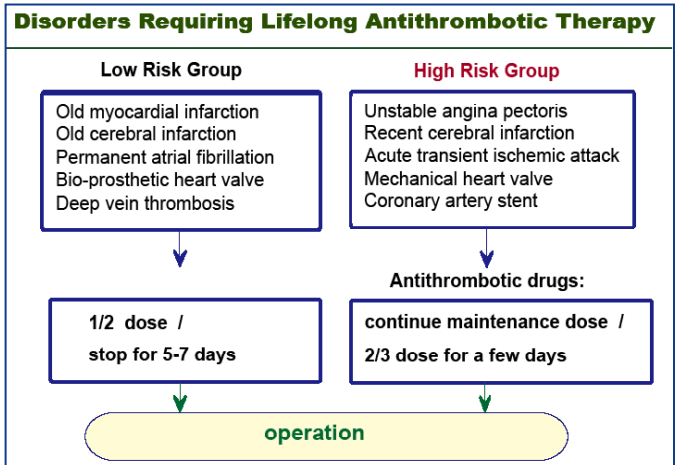 Disorders Requiring Lifelong Antithrombotic Therapy
Low Risk Group
Old myocardial infarction
Old cerebral infarction
Permanent atrial fibrillation
Bio-prosthetic heart valve
Deep vein thrombosis
1/2 dose /
stop for 5-7 days
High Risk Group
Unstable angina pectoris
Recent cerebral infarction
Acute transient ischemic attack
Mechanical heart valve
Coronary artery stent
Antithrombotic drugs:
continue maintenance dose /
2/3 dose for a few days
operation